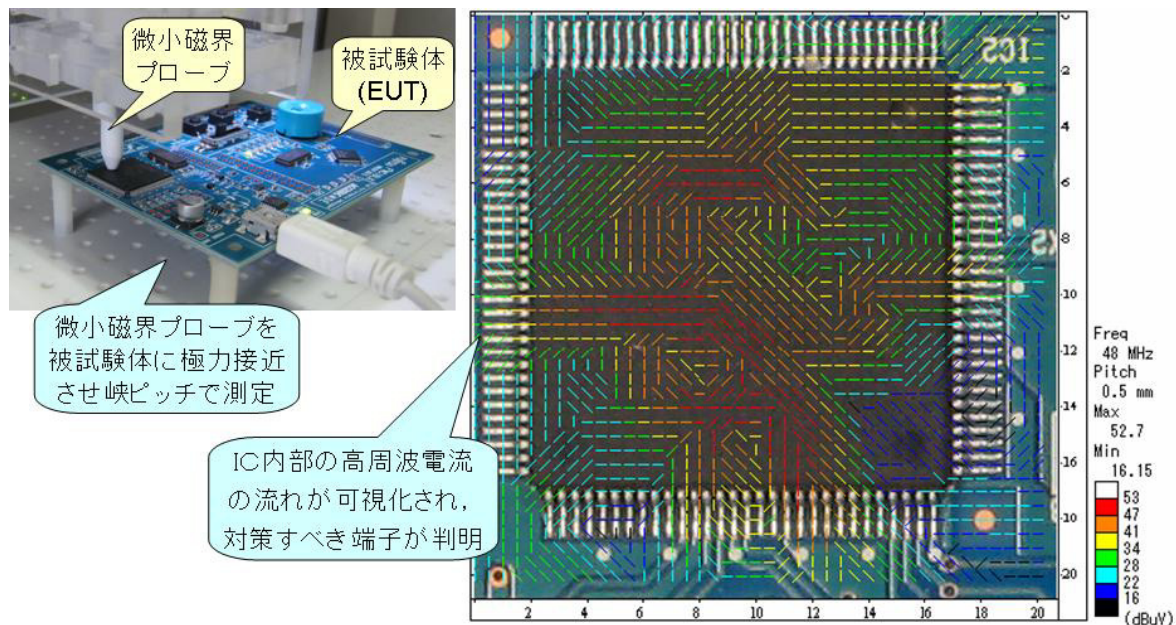 微小磁界
プローブ
被試験体
(EUT)
微小磁界プローブを
被試験体に極力接近
させ峡ピッチで測定
IC内部の高周波電流
の流れが可視化され,
対策すべき端子が判明
IC2
0
2
4
6
8
10
12
14
16
18
20
2
4
6
8
10
12
14
16
18
20
Freq
48 MHz
Pitch
0.5 mm
Max
52.7
Min
16.15
53
47
41
34
28
22
16
(dBuV)